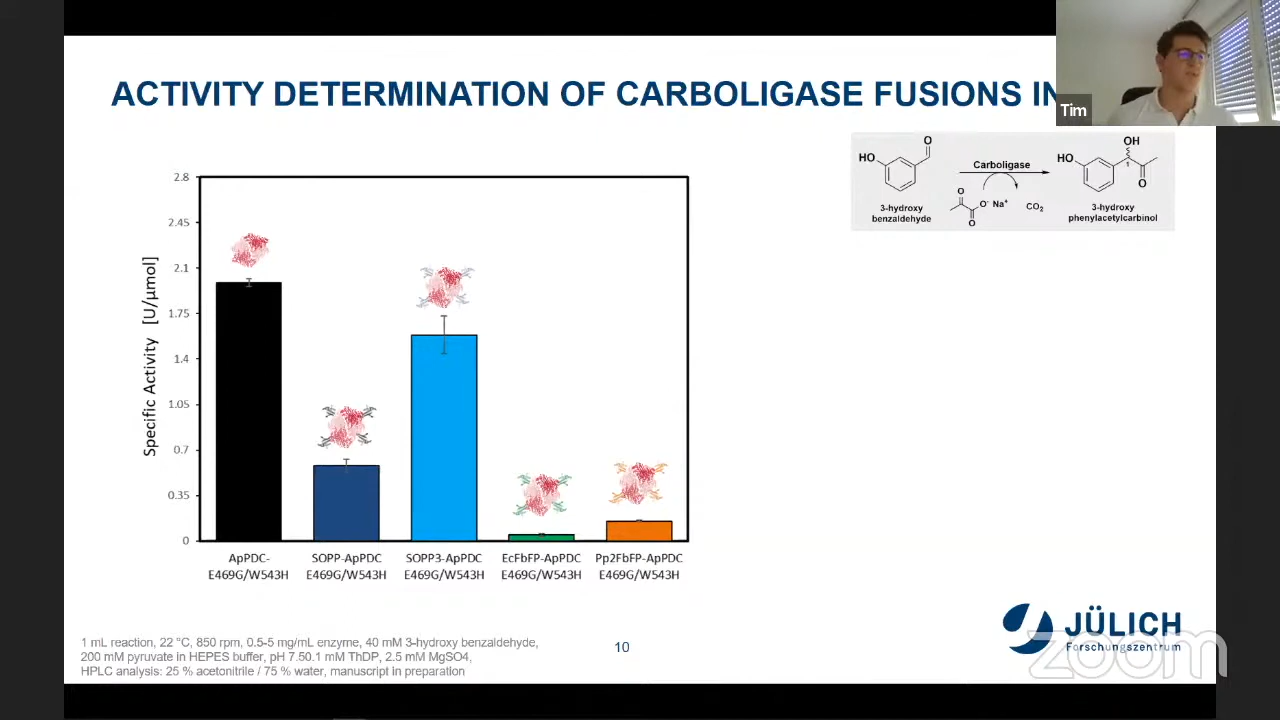 ACTIVITY DETERMINATION OF CARBOLIGASE FUSIONS IN
Tim
HO
O
Carboligase
O
O⁻ Na⁺
O
CO₂
OH
HO
1
O
3-hydroxy
benzaldehyde
3-hydroxy
phenylacetylcarbinol
Specific Activity [U/µmol]
2.8
2.45
2.1
1.75
1.4
1.05
0.7
0.35
0
ApPDC-
E469G/W543H
SOPP-ApPDC
E469G/W543H
SOPP3-ApPDC
E469G/W543H
EcFbFP-ApPDC
E469G/W543H
Pp2FbFP-ApPDC
E469G/W543H
1 mL reaction, 22 °C, 850 rpm, 0.5-5 mg/mL enzyme, 40 mM 3-hydroxy benzaldehyde,
200 mM pyruvate in HEPES buffer, pH 7.50.1 mM ThDP, 2.5 mM MgSO4,
HPLC analysis: 25 % acetonitrile / 75 % water, manuscript in preparation
10
JÜLICH
Forschungszentrum
zoom